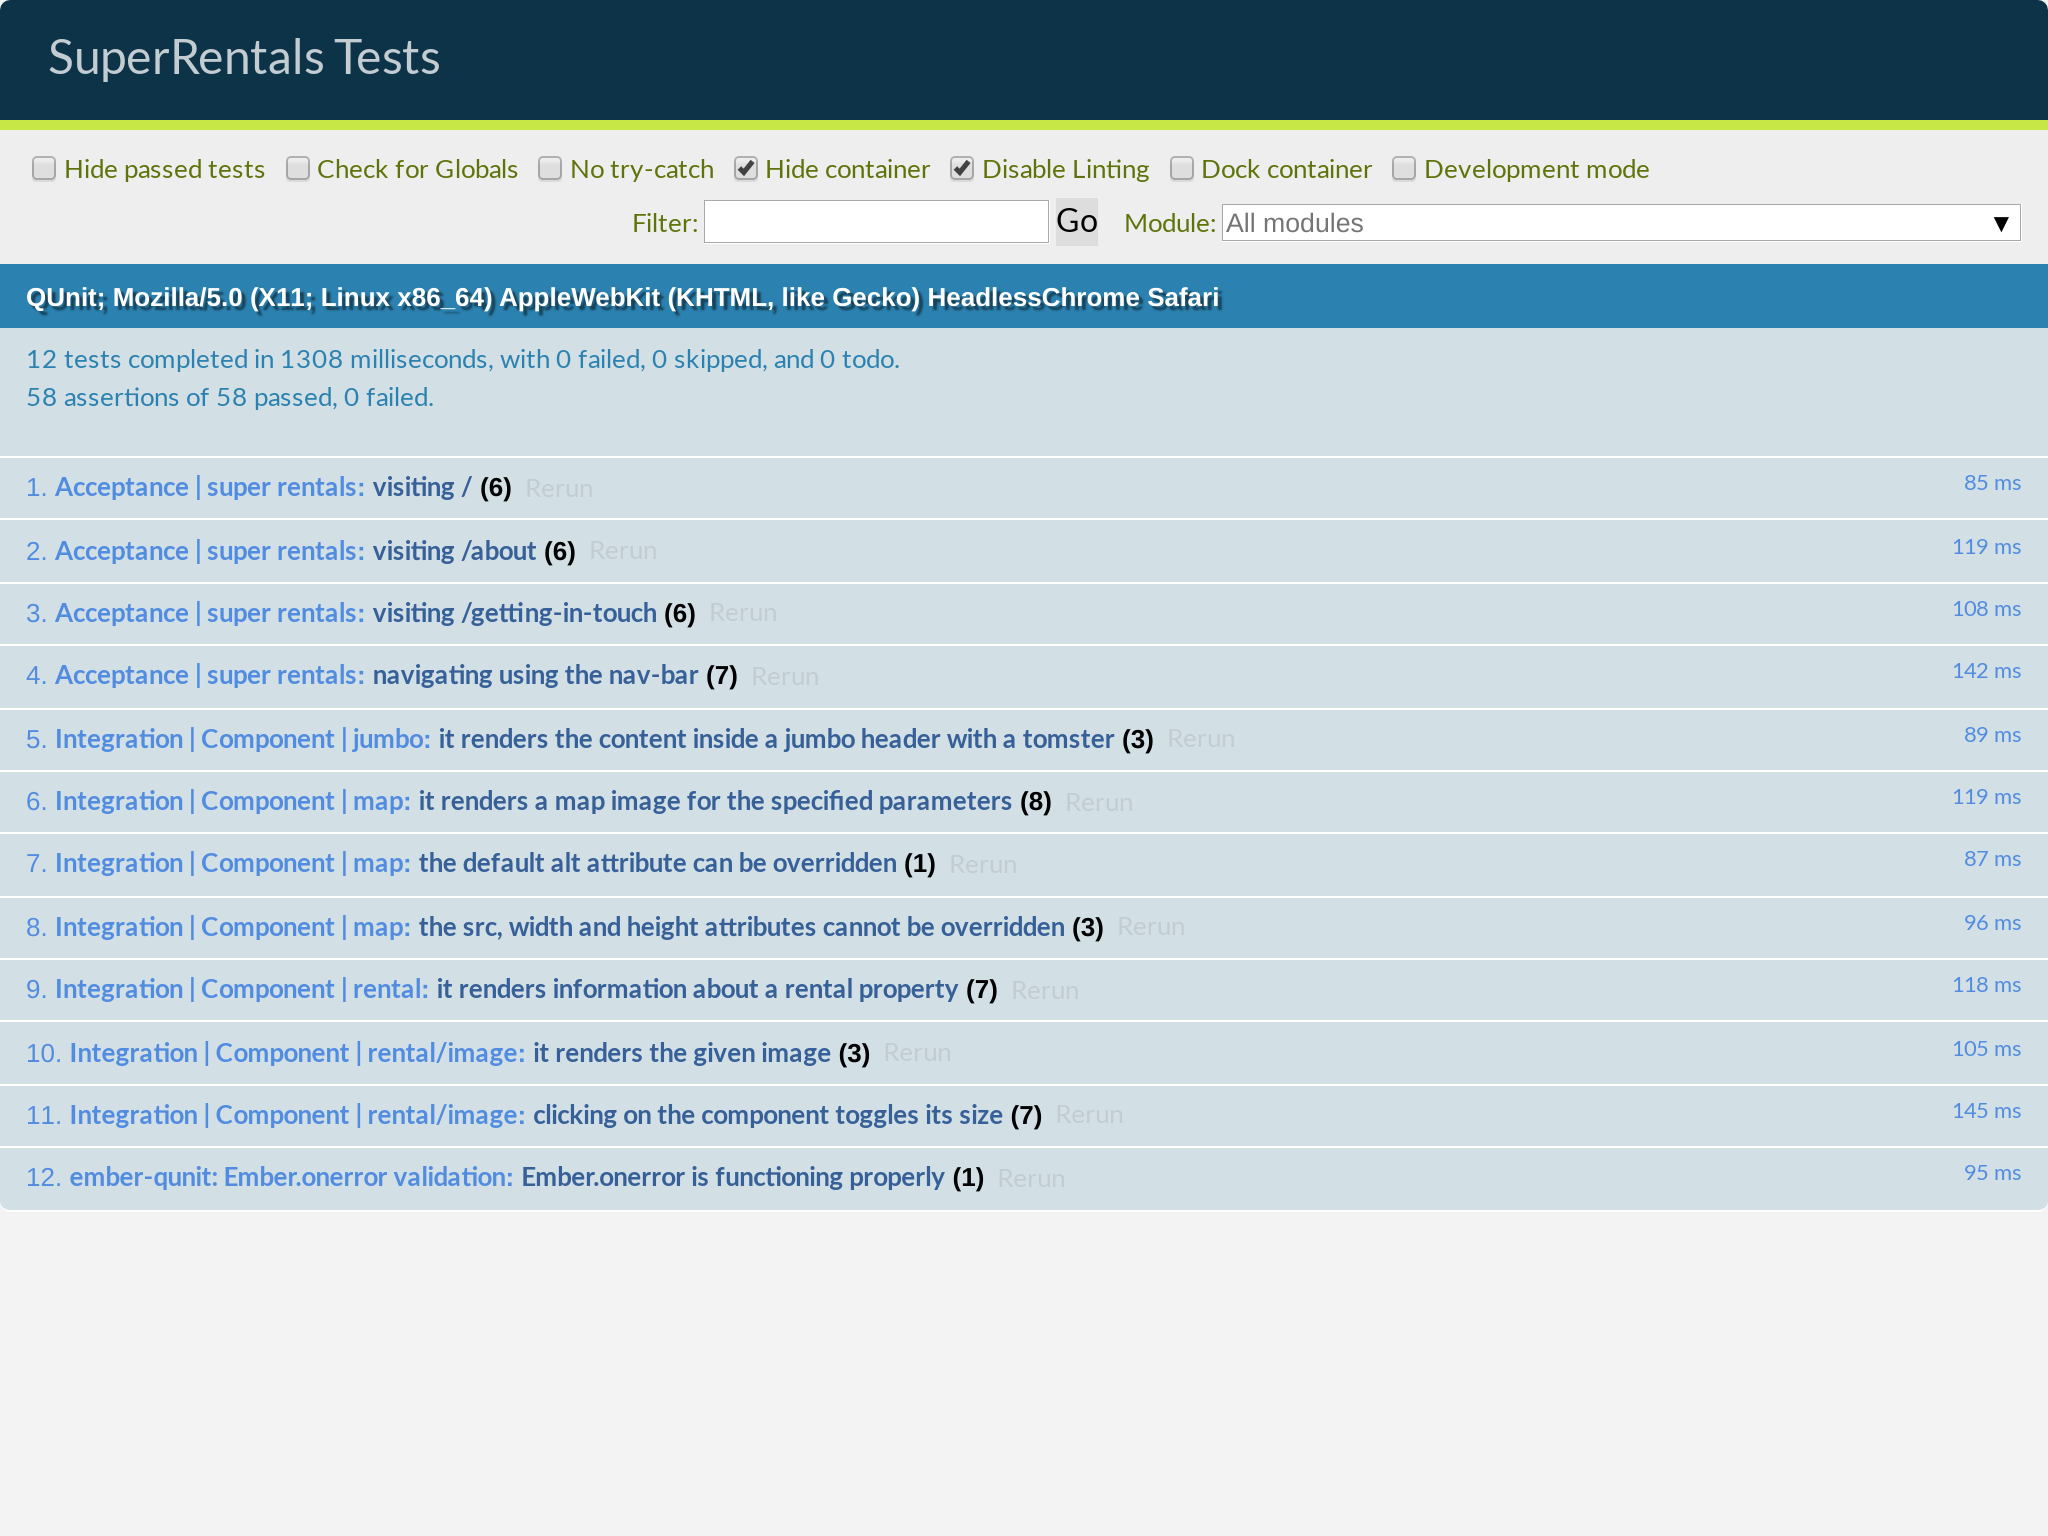 SuperRentals Tests
Hide passed tests Check for Globals No try-catch Hide container Disable Linting Dock container Development mode
Filter: Go Module: All modules ▼
QUnit; Mozilla/5.0 (X11; Linux x86_64) AppleWebKit (KHTML, like Gecko) HeadlessChrome Safari
12 tests completed in 1308 milliseconds, with 0 failed, 0 skipped, and 0 todo.
58 assertions of 58 passed, 0 failed.
1. Acceptance | super rentals: visiting / (6) Rerun 85 ms
2. Acceptance | super rentals: visiting /about (6) Rerun 119 ms
3. Acceptance | super rentals: visiting /getting-in-touch (6) Rerun 108 ms
4. Acceptance | super rentals: navigating using the nav-bar (7) Rerun 142 ms
5. Integration | Component | jumbo: it renders the content inside a jumbo header with a tomster (3) Rerun 89 ms
6. Integration | Component | map: it renders a map image for the specified parameters (8) Rerun 119 ms
7. Integration | Component | map: the default alt attribute can be overridden (1) Rerun 87 ms
8. Integration | Component | map: the src, width and height attributes cannot be overridden (3) Rerun 96 ms
9. Integration | Component | rental: it renders information about a rental property (7) Rerun 118 ms
10. Integration | Component | rental/image: it renders the given image (3) Rerun 105 ms
11. Integration | Component | rental/image: clicking on the component toggles its size (7) Rerun 145 ms
12. ember-qunit: Ember.onerror validation: Ember.onerror is functioning properly (1) Rerun 95 ms